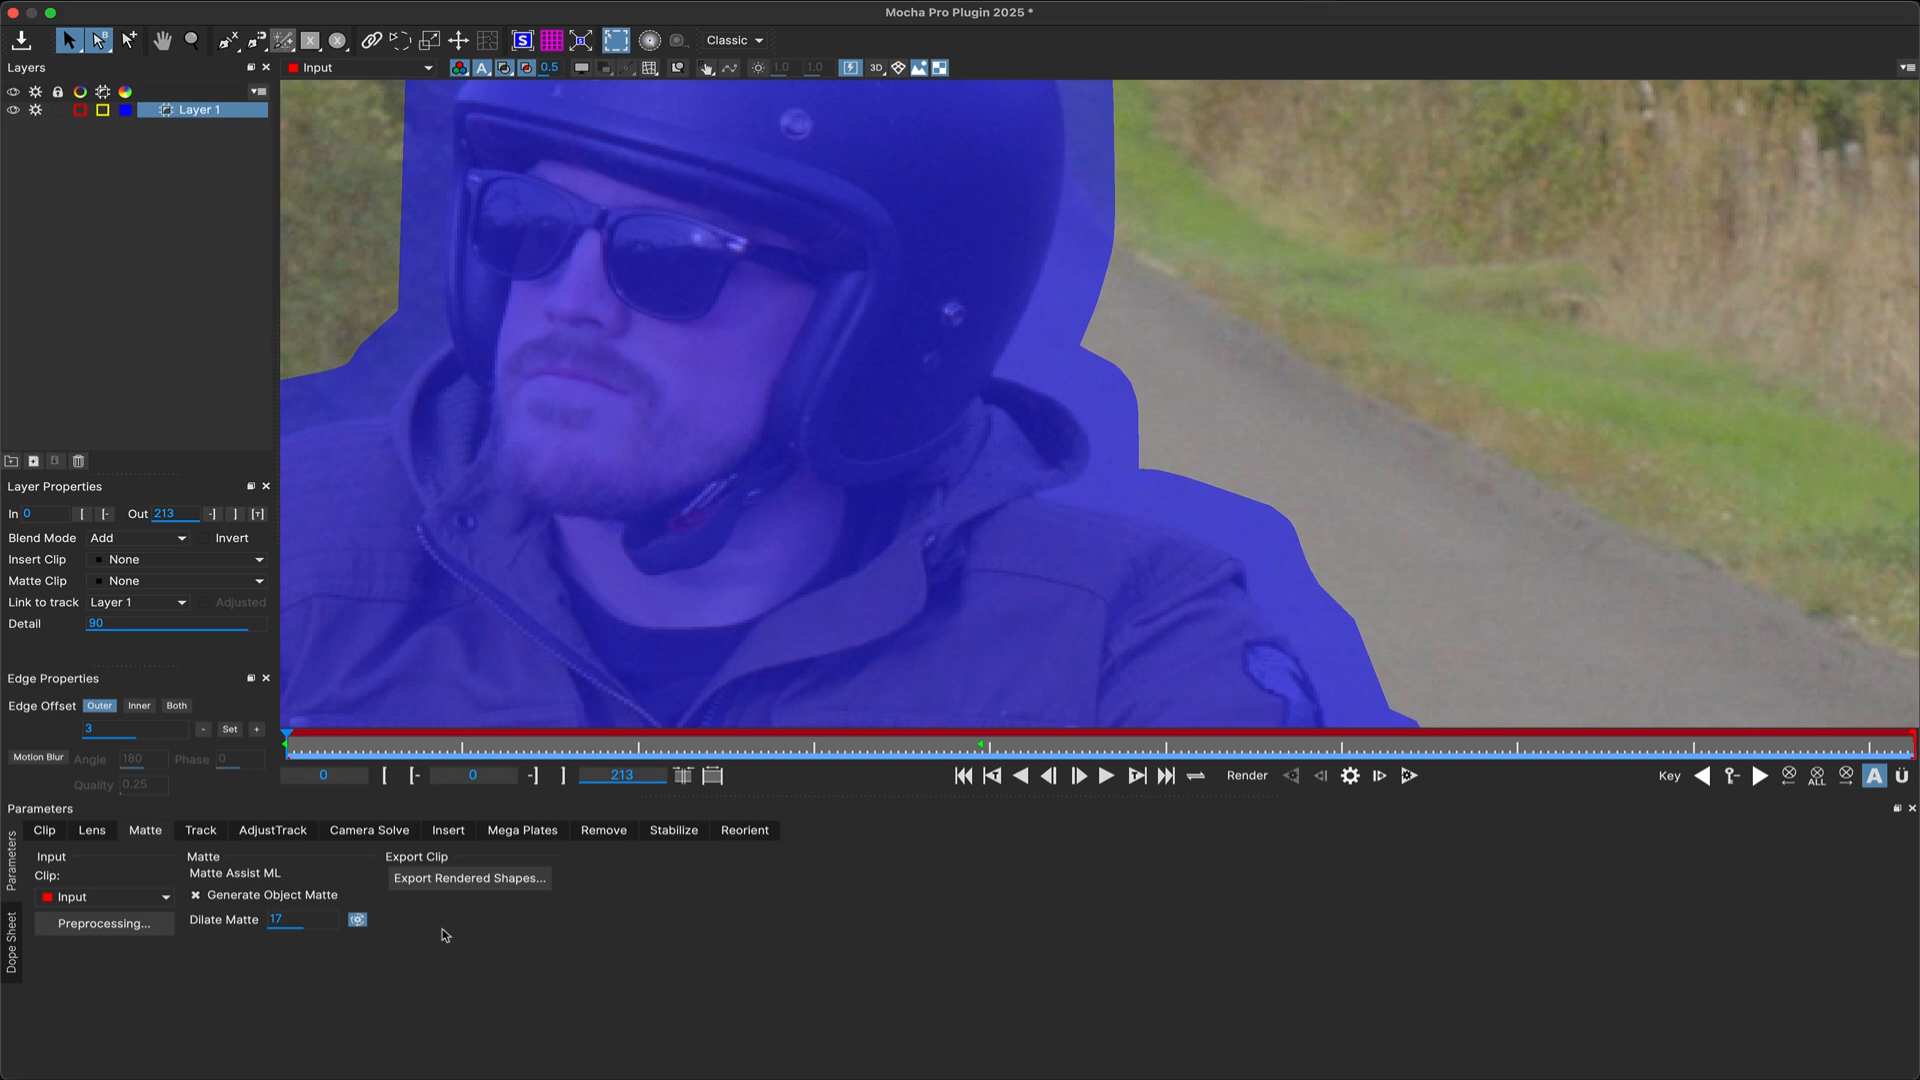 Mocha Pro Plugin 2025 *
Classic
Layers
Input
0.5
1.0
1.0
3D
Layer 1
Layer Properties
In 0
Out 213
Blend Mode Add Invert
Insert Clip None
Matte Clip None
Link to track Layer 1 Adjusted
Detail 90
Edge Properties
Edge Offset Outer Inner Both
3 - Set +
Motion Blur Angle 180 Phase 0
Quality 0.25
0 0 213 Render Key ALL A Ü
Parameters
Parameters
Dope Sheet
Clip Lens Matte Track AdjustTrack Camera Solve Insert Mega Plates Remove Stabilize Reorient
Input Matte Export Clip
Clip: Matte Assist ML Export Rendered Shapes...
Input Generate Object Matte
Preprocessing... Dilate Matte 17